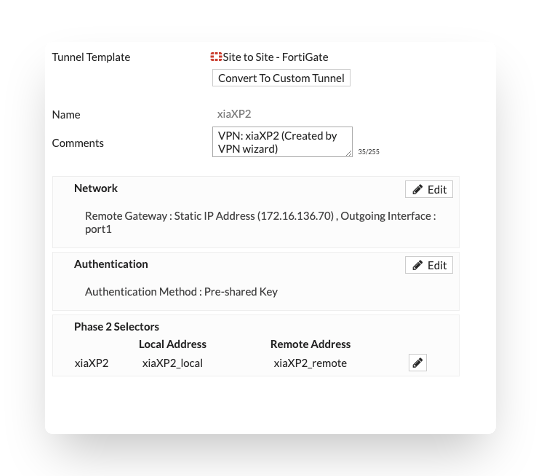 Tunnel Template
Site to Site - FortiGate
Convert To Custom Tunnel
Name
xiaXP2
Comments
VPN: xiaXP2 (Created by
VPN wizard)
35/255
Network
Edit
Remote Gateway : Static IP Address (172.16.136.70) , Outgoing Interface :
port1
Authentication
Edit
Authentication Method : Pre-shared Key
Phase 2 Selectors
Local Address
Remote Address
xiaXP2
xiaXP2_local
xiaXP2_remote